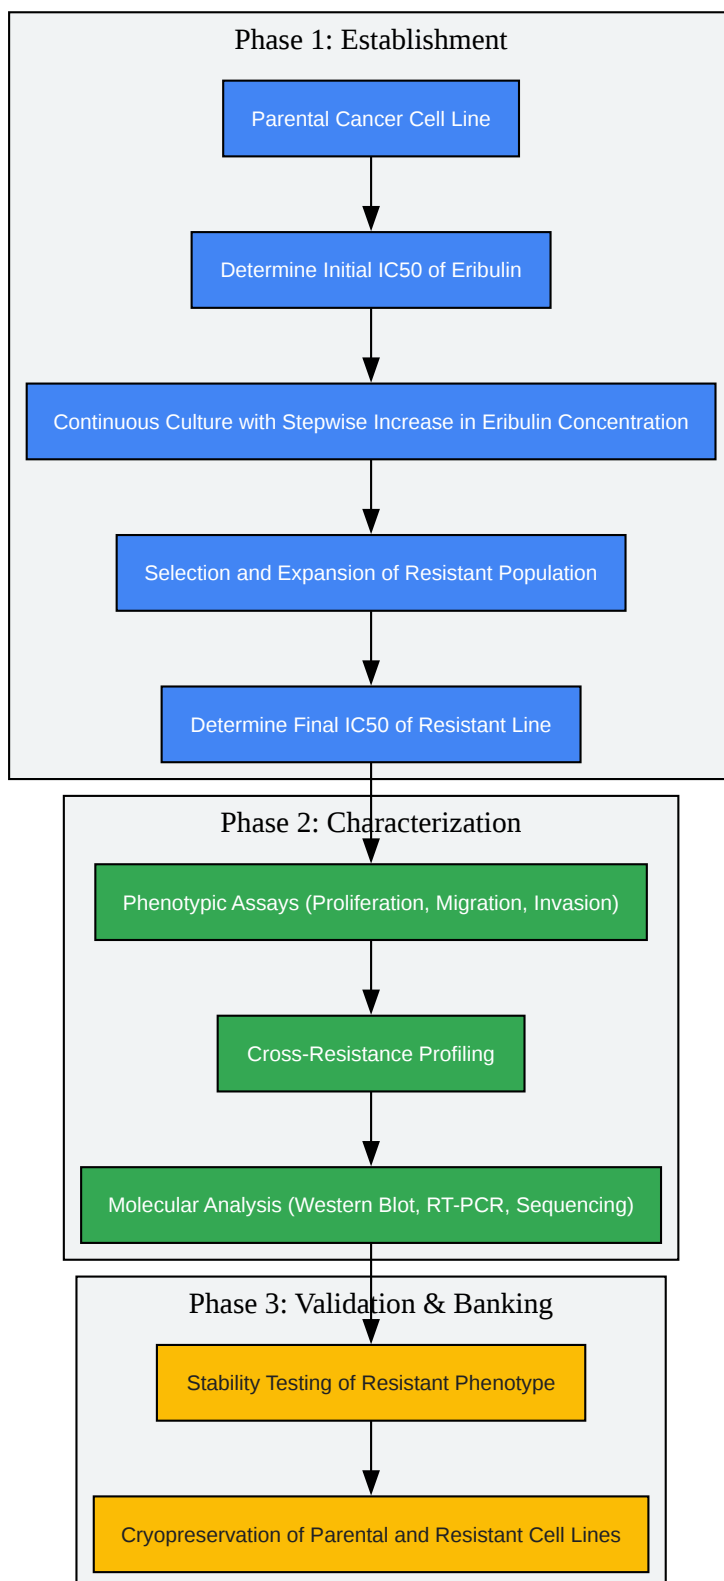 Phase 1: Establishment
Parental Cancer Cell Line
Determine Initial IC50 of Eribulin
Continuous Culture with Stepwise Increase in Eribulin Concentration
Selection and Expansion of Resistant Population
Determine Final IC50 of Resistant Line
Phase 2: Characterization
Phenotypic Assays (Proliferation, Migration, Invasion)
Cross-Resistance Profiling
Molecular Analysis (Western Blot, RT-PCR, Sequencing)
Phase 3: Validation & Banking
Stability Testing of Resistant Phenotype
Cryopreservation of Parental and Resistant Cell Lines